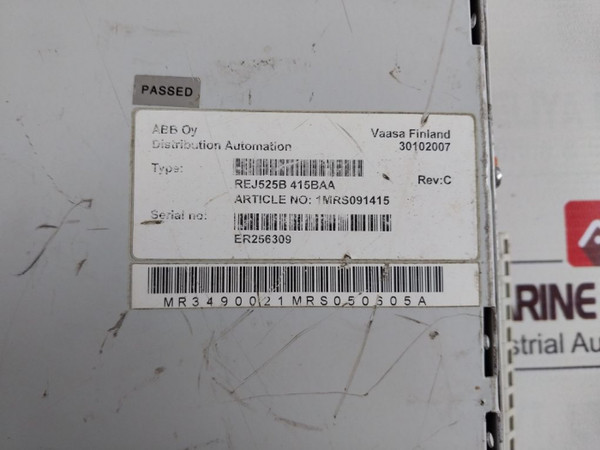 PASSED
ABB Oy
Distribution Automation
Vaasa Finland
30102007
Type:
REJ525B 415BAA
Rev:C
ARTICLE NO: 1MRS091415
Serial no:
ER256309
MR3490021MRS050605A
ARINE
strial Au